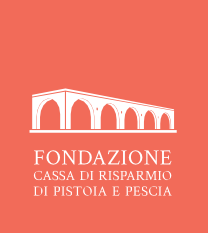 FONDAZIONE
CASSA DI RISPARMIO
DI PISTOIA E PESCIA